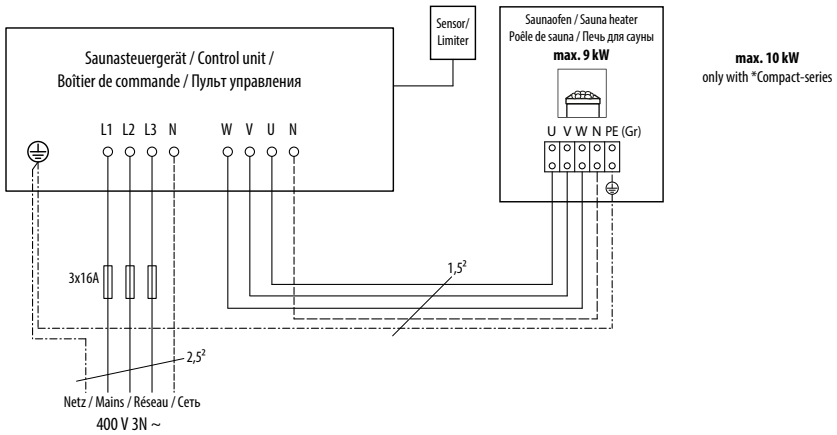 Saunasteuergerät / Control unit /
Boîtier de commande / Пульт управления
Sensor/
Limiter
Saunaofen / Sauna heater
Poêle de sauna / Печь для сауны
max. 9 kW
max. 10 kW
only with *Compact-series
L1 L2 L3 N
W V U N
U V W N PE (Gr)
3x16A
1,5²
2,5²
Netz / Mains / Réseau / Сеть
400 V 3N ~